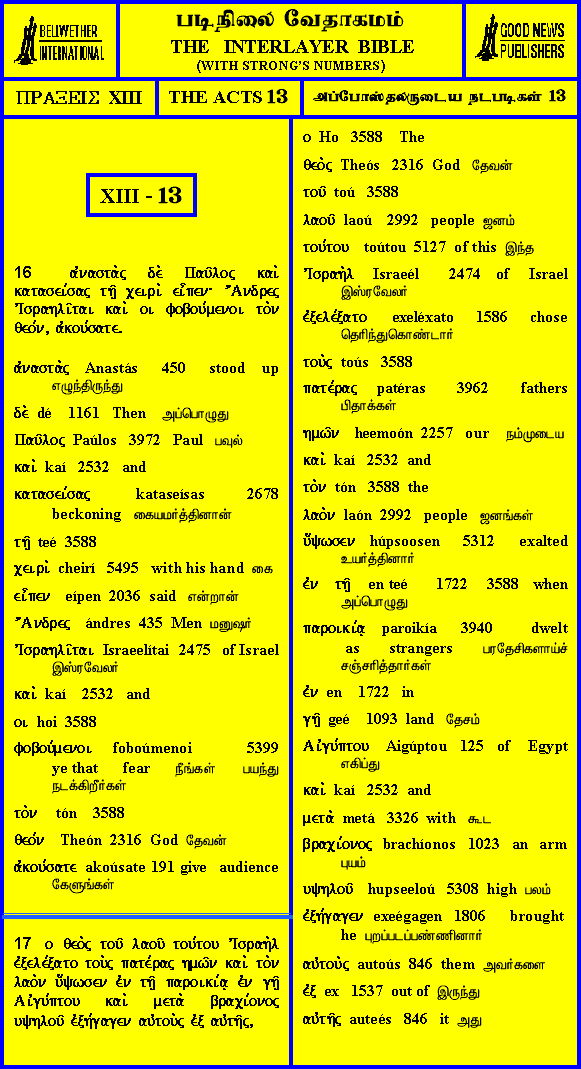 BELLWETHER
INTERNATIONAL
படிநிலை வேதாகமம்
THE INTERLAYER BIBLE
(WITH STRONG'S NUMBERS)
GOOD NEWS
PUBLISHERS
ΠΡΑΞΕΙΣ XIII
THE ACTS 13
அப்போஸ்தலருடைய நடபடிகள் 13
XIII - 13
16 ἀναστὰς δὲ Παῦλος καὶ
κατασείσας τῇ χειρὶ εἶπεν· Ἄνδρες
Ἰσραηλῖται καὶ οι φοβούμενοι τὸν
θεόν, ἀκούσατε.
ἀναστὰς Anastás 450 stood up
எழுந்திருந்து
δὲ dé 1161 Then அப்பொழுது
Παῦλος Paúlos 3972 Paul பவுல்
καὶ kaí 2532 and
κατασείσας kataseísas 2678
beckoning கையமர்த்தினான்
τῇ teé 3588
χειρὶ cheirí 5495 with his hand கை
εἶπεν eípen 2036 said என்றான்
Ἄνδρες ándres 435 Men மனுஷர்
Ἰσραηλῖται Israeelítai 2475 of Israel
இஸ்ரவேலர்
καὶ kaí 2532 and
οι hoi 3588
φοβούμενοι foboúmenoi 5399
ye that fear நீங்கள் பயந்து
நடக்கிறீர்கள்
τὸν tón 3588
θεόν Theón 2316 God தேவன்
ἀκούσατε akoúsate 191 give audience
கேளுங்கள்
17 ο θεὸς τοῦ λαοῦ τούτου Ἰσραὴλ
ἐξελέξατο τοὺς πατέρας ημῶν καὶ τὸν
λαὸν ὕψωσεν ἐν τῇ παροικίᾳ ἐν γῇ
Αἰγύπτου καὶ μετὰ βραχίονος
υψηλοῦ ἐξήγαγεν αὐτοὺς ἐξ αὐτῆς,
ο Ho 3588 The
θεὸς Theós 2316 God தேவன்
τοῦ toú 3588
λαοῦ laoú 2992 people ஜனம்
τούτου toútou 5127 of this இந்த
Ἰσραὴλ Israeél 2474 of Israel
இஸ்ரவேலர்
ἐξελέξατο exeléxato 1586 chose
தெரிந்துகொண்டார்
τοὺς toús 3588
πατέρας patéras 3962 fathers
பிதாக்கள்
ημῶν heemoón 2257 our நம்முடைய
καὶ kaí 2532 and
τὸν tón 3588 the
λαὸν laón 2992 people ஜனங்கள்
ὕψωσεν húpsoosen 5312 exalted
உயர்த்தினார்
ἐν τῇ en teé 1722 3588 when
அப்பொழுது
παροικίᾳ paroikía 3940 dwelt
as strangers பரதேசிகளாய்ச்
சஞ்சரித்தார்கள்
ἐν en 1722 in
γῇ geé 1093 land தேசம்
Αἰγύπτου Aigúptou 125 of Egypt
எகிப்து
καὶ kaí 2532 and
μετὰ metá 3326 with கூட
βραχίονος brachíonos 1023 an arm
புயம்
υψηλοῦ hupseeloú 5308 high பலம்
ἐξήγαγεν exeégagen 1806 brought
he புறப்படப்பண்ணினார்
αὐτοὺς autoús 846 them அவர்களை
ἐξ ex 1537 out of இருந்து
αὐτῆς auteés 846 it அது